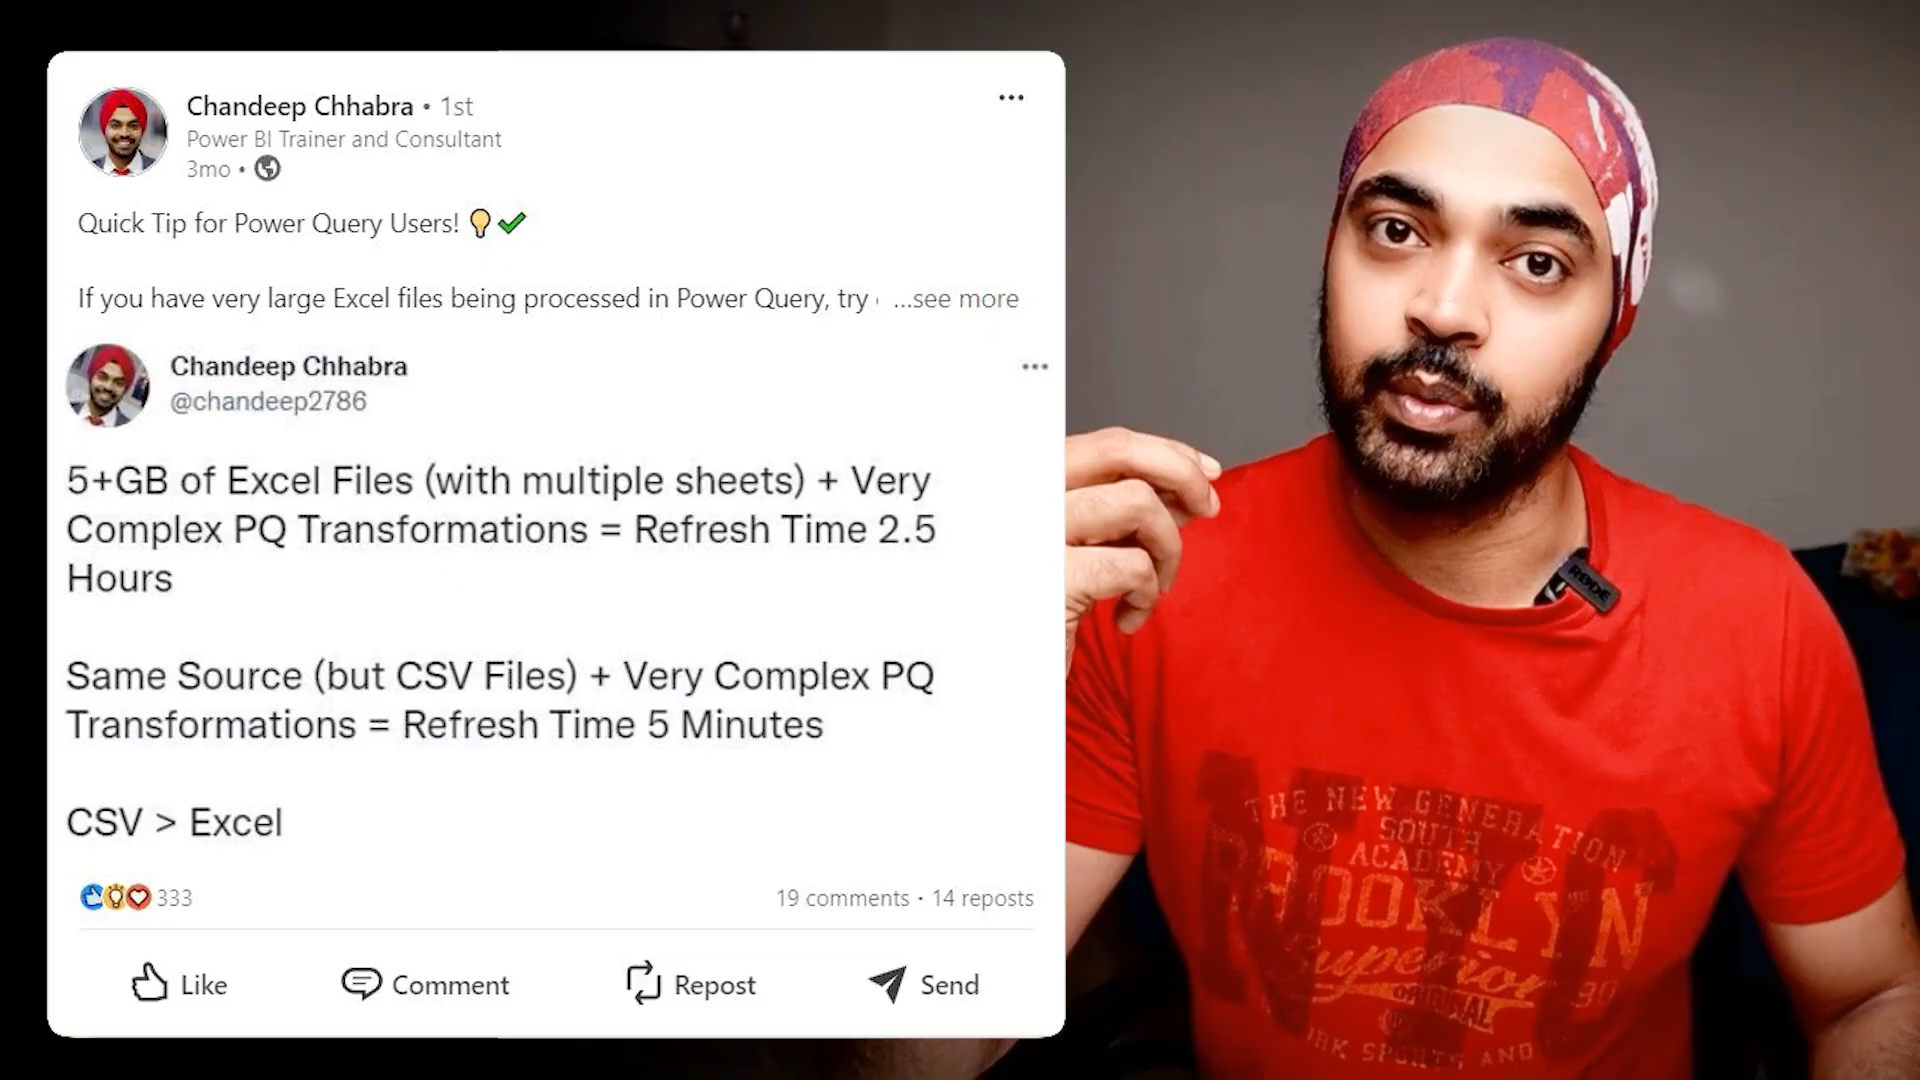 Chandeep Chhabra • 1st
Power BI Trainer and Consultant
3mo •
Quick Tip for Power Query Users! 💡✔
If you have very large Excel files being processed in Power Query, try ...see more
Chandeep Chhabra
@chandeep2786
5+GB of Excel Files (with multiple sheets) + Very
Complex PQ Transformations = Refresh Time 2.5
Hours
Same Source (but CSV Files) + Very Complex PQ
Transformations = Refresh Time 5 Minutes
CSV > Excel
333
19 comments • 14 reposts
Like
Comment
Repost
Send
RODE
THE NEW GENERATION
SOUTH
ACADEMY
BROOKLYN
Superior
ORIGINAL
SPORTS AND